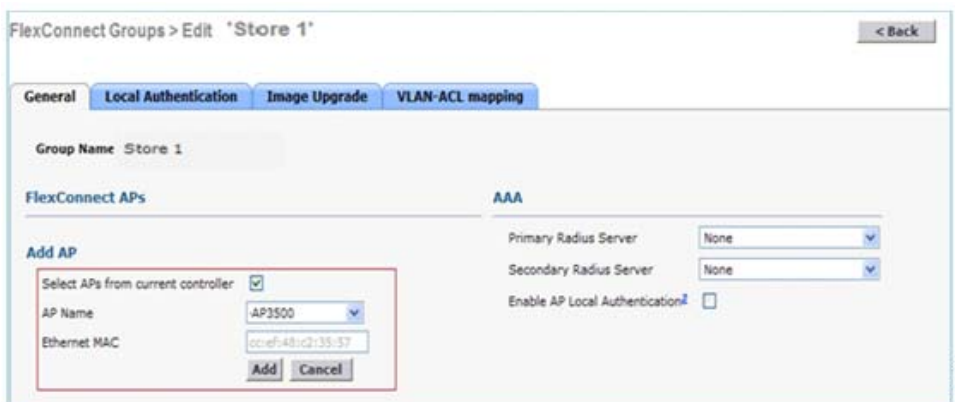 FlexConnect Groups > Edit 'Store 1'
< Back
General
Local Authentication
Image Upgrade
VLAN-ACL mapping
Group Name Store 1
FlexConnect APs
AAA
Add AP
Select APs from current controller
AP Name
-AP3500
Ethernet MAC
cc:ef:48:c2:35:57
Add
Cancel
Primary Radius Server
None
Secondary Radius Server
None
Enable AP Local Authentication2